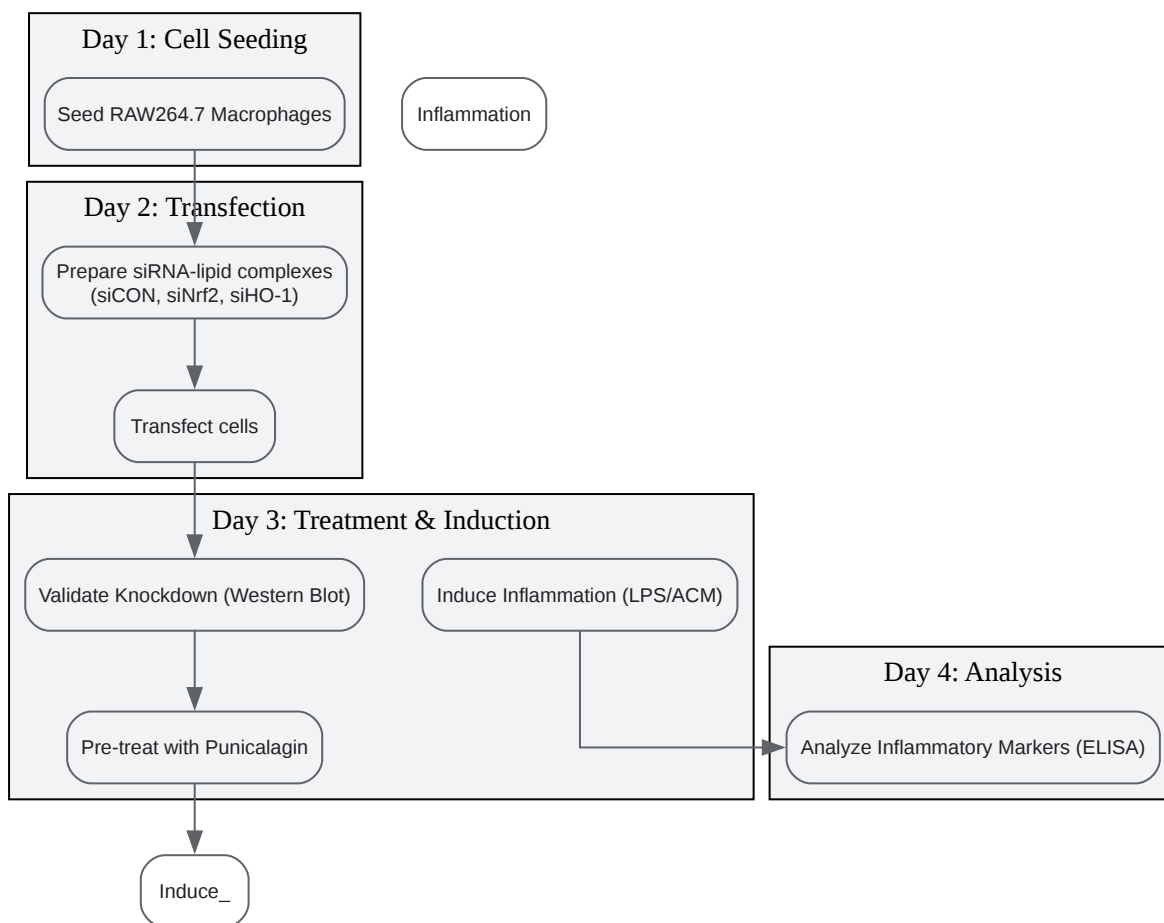 Day 1: Cell Seeding
Seed RAW264.7 Macrophages
Inflammation
Day 2: Transfection
Prepare siRNA-lipid complexes
(siCON, siNrf2, siHO-1)
Transfect cells
Day 3: Treatment & Induction
Validate Knockdown (Western Blot)
Induce Inflammation (LPS/ACM)
Pre-treat with Punicalagin
Day 4: Analysis
Analyze Inflammatory Markers (ELISA)
Induce_